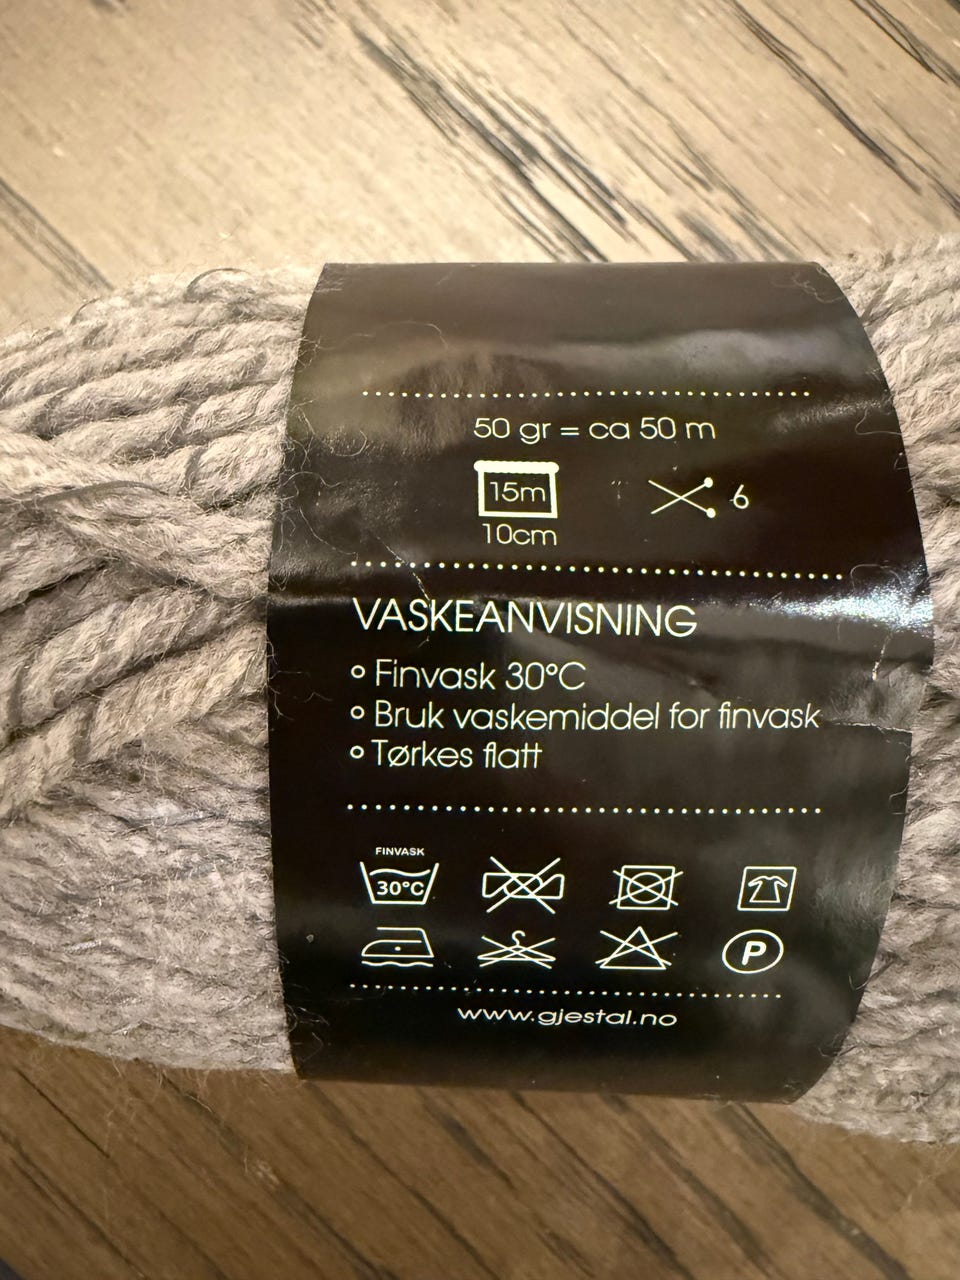 50 gr = ca 50 m
15m 6
10cm
VASKEANVISNING
Finvask 30°C
Bruk vaskemiddel for finvask
Tørkes flatt
FINVASK
30°C
P
www.gjestal.no